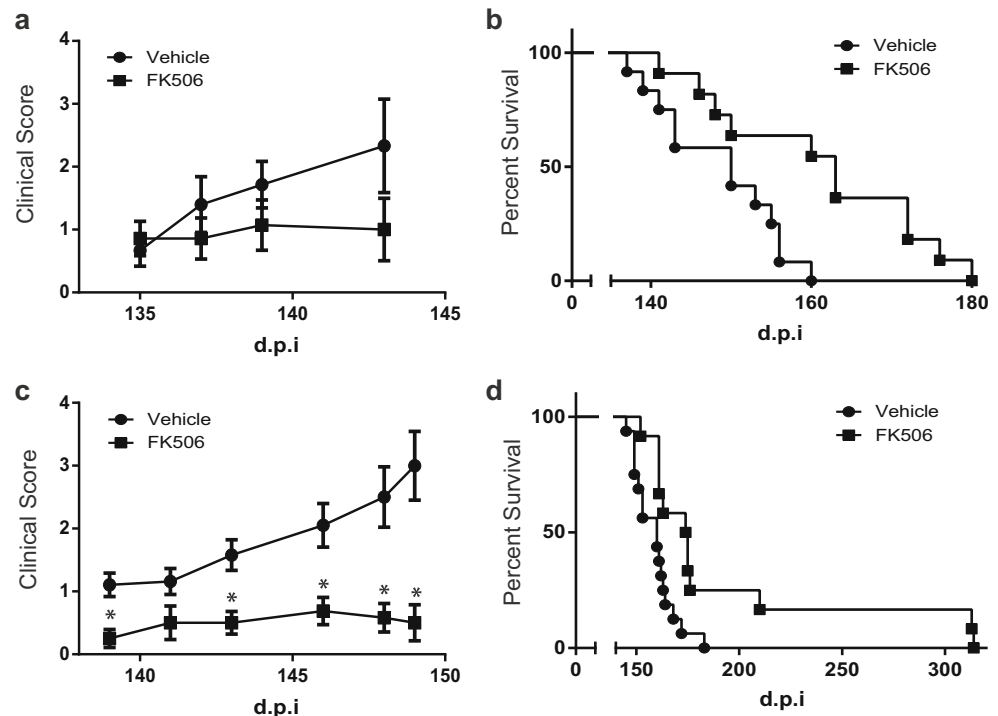 a
4
3
2
1
0
Clinical Score
Vehicle
FK506
135
140
145
d.p.i
b
100
50
0
Percent Survival
Vehicle
FK506
0
140
160
180
d.p.i
c
4
3
2
1
0
Clinical Score
Vehicle
FK506
*
*
*
*
*
140
145
150
d.p.i
d
100
50
0
Percent Survival
Vehicle
FK506
0
150
200
250
300
d.p.i